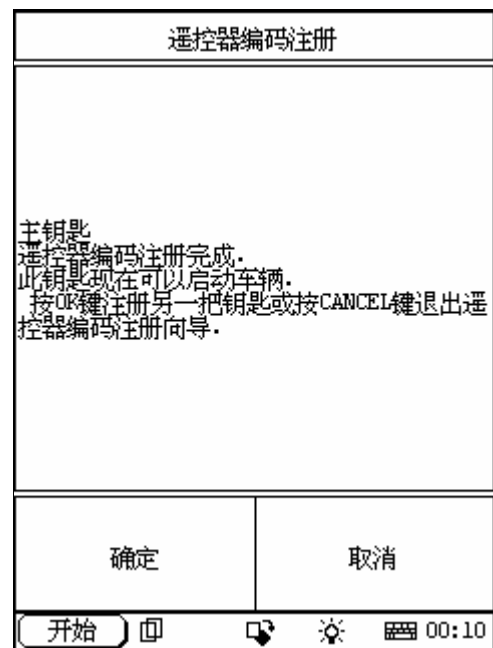 遥控器编码注册
主钥匙
遥控器编码注册完成.
此钥匙现在可以启动车辆.
按OK键注册另一把钥匙或按CANCEL键退出遥
控器编码注册向导.
确定
取消
开始
00:10